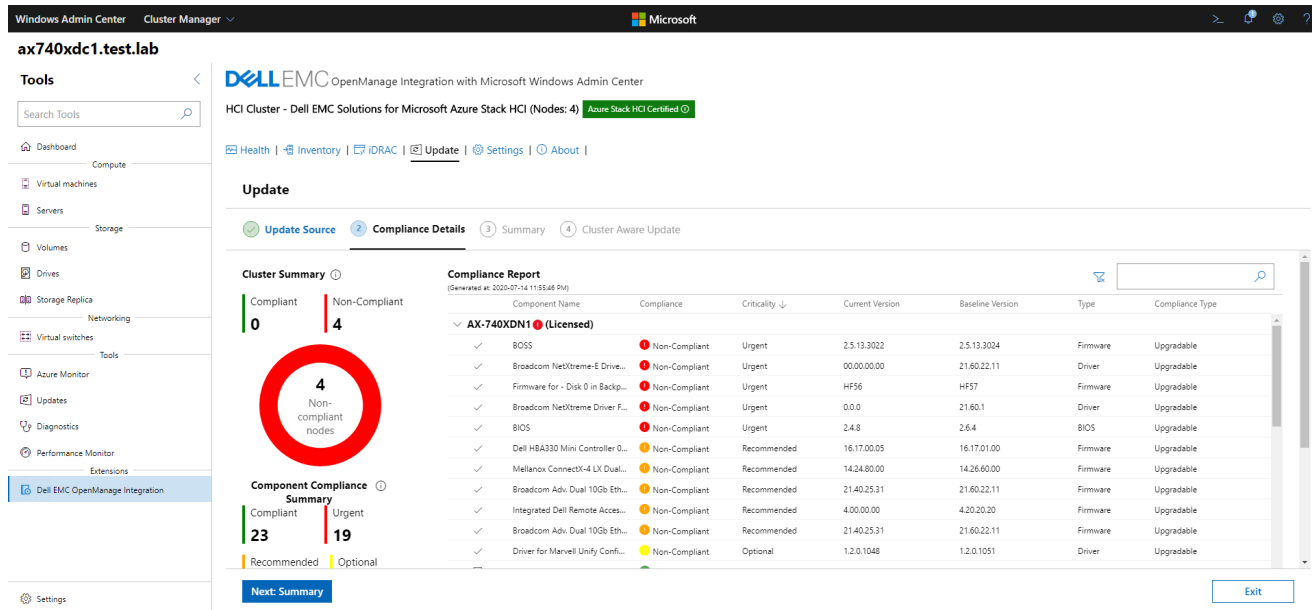 Windows Admin Center Cluster Manager
Microsoft
ax740xdc1.test.lab
Tools
Search Tools
Dashboard
Compute
Virtual machines
Servers
Storage
Volumes
Drives
Storage Replica
Networking
Virtual switches
Tools
Azure Monitor
Updates
Diagnostics
Performance Monitor
Extensions
Dell EMC OpenManage Integration
Settings
DELLEMC OpenManage Integration with Microsoft Windows Admin Center
HCI Cluster - Dell EMC Solutions for Microsoft Azure Stack HCI (Nodes: 4) Azure Stack HCI Certified
Health | Inventory | iDRAC | Update | Settings | About |
Update
Update Source 2 Compliance Details 3 Summary 4 Cluster Aware Update
Cluster Summary
Compliant Non-Compliant
0 4
4
Non-
compliant
nodes
Component Compliance
Summary
Compliant Urgent
23 19
Recommended Optional
Compliance Report
(Generated at: 2020-07-14 11:55:46 PM)
Component Name Compliance Criticality ↓ Current Version Baseline Version Type Compliance Type
AX-740XDN1 (Licensed)
BOSS Non-Compliant Urgent 2.5.13.3022 2.5.13.3024 Firmware Upgradable
Broadcom NetXtreme-E Drive... Non-Compliant Urgent 00.00.00.00 21.60.22.11 Driver Upgradable
Firmware for - Disk 0 in Backp... Non-Compliant Urgent HF56 HF57 Firmware Upgradable
Broadcom NetXtreme Driver F... Non-Compliant Urgent 0.0.0 21.60.1 Driver Upgradable
BIOS Non-Compliant Urgent 2.4.8 2.6.4 BIOS Upgradable
Dell HBA330 Mini Controller 0... Non-Compliant Recommended 16.17.00.05 16.17.01.00 Firmware Upgradable
Mellanox ConnectX-4 LX Dual... Non-Compliant Recommended 14.24.80.00 14.26.60.00 Firmware Upgradable
Broadcom Adv. Dual 10Gb Eth... Non-Compliant Recommended 21.40.25.31 21.60.22.11 Firmware Upgradable
Integrated Dell Remote Acces... Non-Compliant Recommended 4.00.00.00 4.20.20.20 Firmware Upgradable
Broadcom Adv. Dual 10Gb Eth... Non-Compliant Recommended 21.40.25.31 21.60.22.11 Firmware Upgradable
Driver for Marvell Unify Confi... Non-Compliant Optional 1.2.0.1048 1.2.0.1051 Driver Upgradable
Next: Summary
Exit